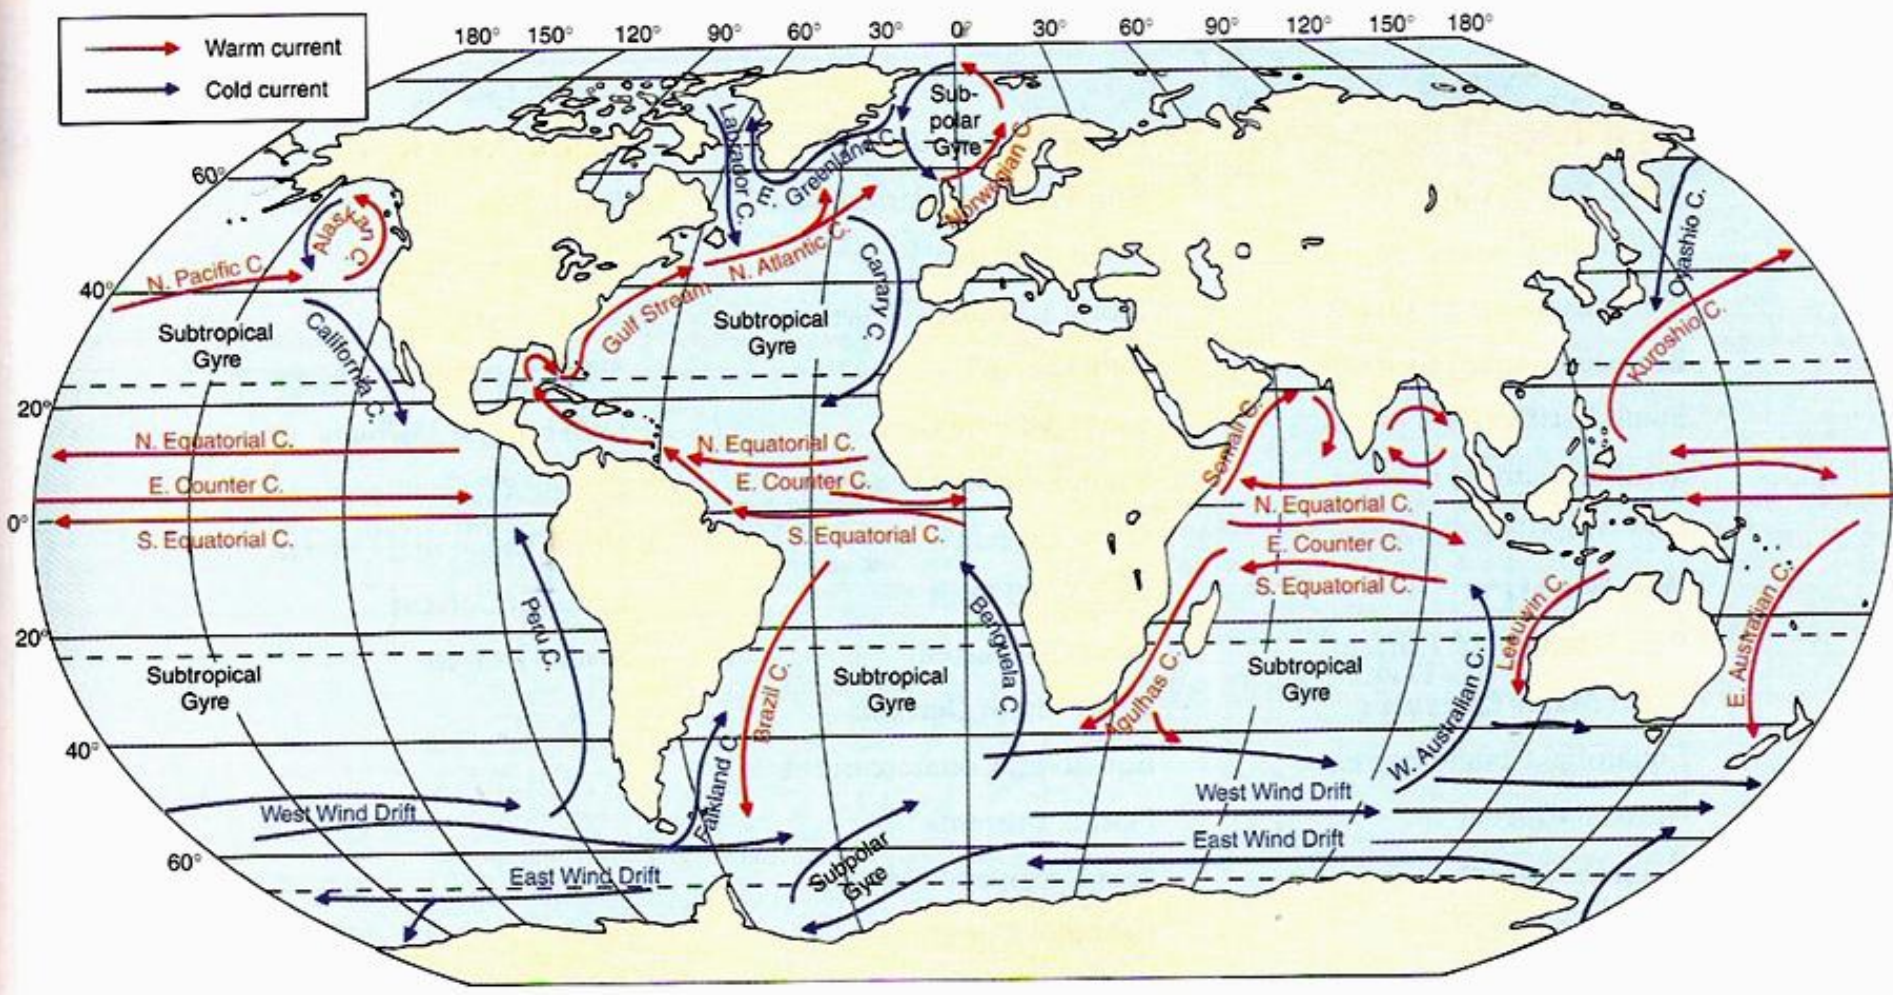 Warm current
Cold current
180° 150° 120° 90° 60° 30° 0° 30° 60° 90° 120° 150° 180°
60°
40°
20°
0°
20°
40°
60°
Sub-
polar
Gyre
Labrador C.
E. Greenland C.
Norwegian C.
Alaskan C.
N. Pacific C.
N. Atlantic C.
Gulf Stream
Canary C.
Oyashio C.
Kuroshio C.
California C.
Subtropical
Gyre
Subtropical
Gyre
N. Equatorial C.
E. Counter C.
S. Equatorial C.
N. Equatorial C.
E. Counter C.
S. Equatorial C.
Somali C.
N. Equatorial C.
E. Counter C.
S. Equatorial C.
Peru C.
Brazil C.
Benguela C.
Agulhas C.
Leeuwin C.
W. Australian C.
E. Australian C.
Subtropical
Gyre
Subtropical
Gyre
Subtropical
Gyre
Falkland C.
West Wind Drift
West Wind Drift
East Wind Drift
East Wind Drift
Subpolar
Gyre